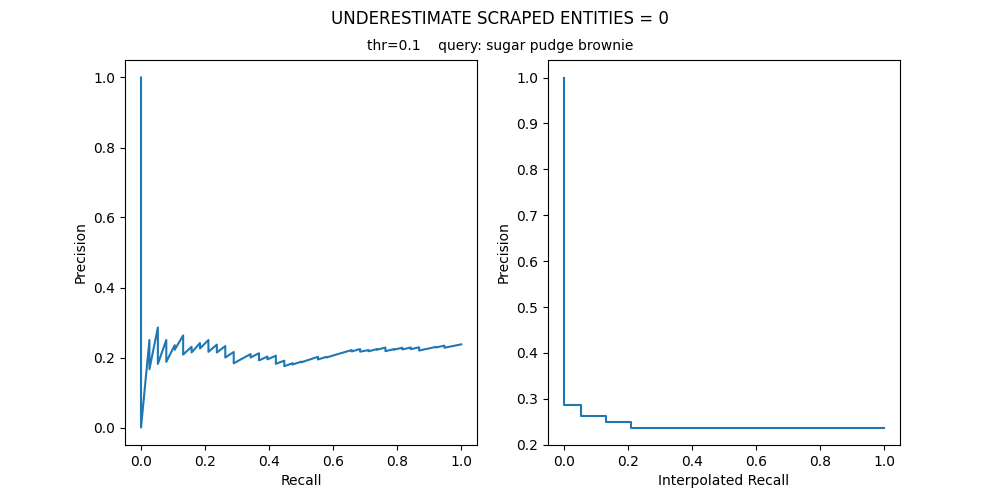 UNDERESTIMATE SCRAPED ENTITIES = 0
thr=0.1    query: sugar pudge brownie
1.0
0.8
0.6
0.4
0.2
0.0
Precision
0.0 0.2 0.4 0.6 0.8 1.0
Recall
1.0
0.9
0.8
0.7
0.6
0.5
0.4
0.3
0.2
Precision
0.0 0.2 0.4 0.6 0.8 1.0
Interpolated Recall